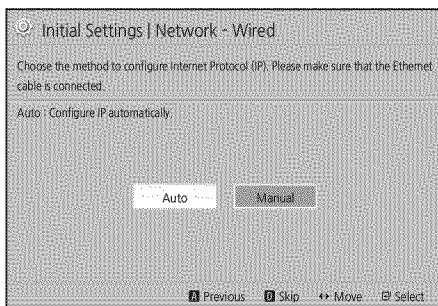 Initial Settings | Network - Wired
Choose the method to configure Internet Protocol (IP). Please make sure that the Ethernet
cable is connected.
Auto : Configure IP automatically.
Auto Manual
A Previous D Skip Move Select